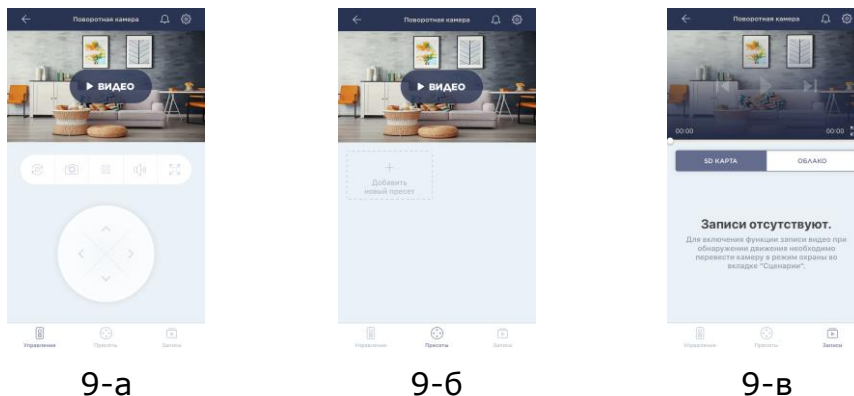 Поворотная камера
ВИДЕО
Управление
Пресеты
Записи
9-а
Поворотная камера
ВИДЕО
Добавить
новый пресет
Управление
Пресеты
Записи
9-б
Поворотная камера
00:00 00:00
SD КАРТА ОБЛАКО
Записи отсутствуют.
Для включения функции записи видео при
обнаружении движения необходимо
перевести камеру в режим охраны во
вкладке "Сценарии".
Управление
Пресеты
Записи
9-в